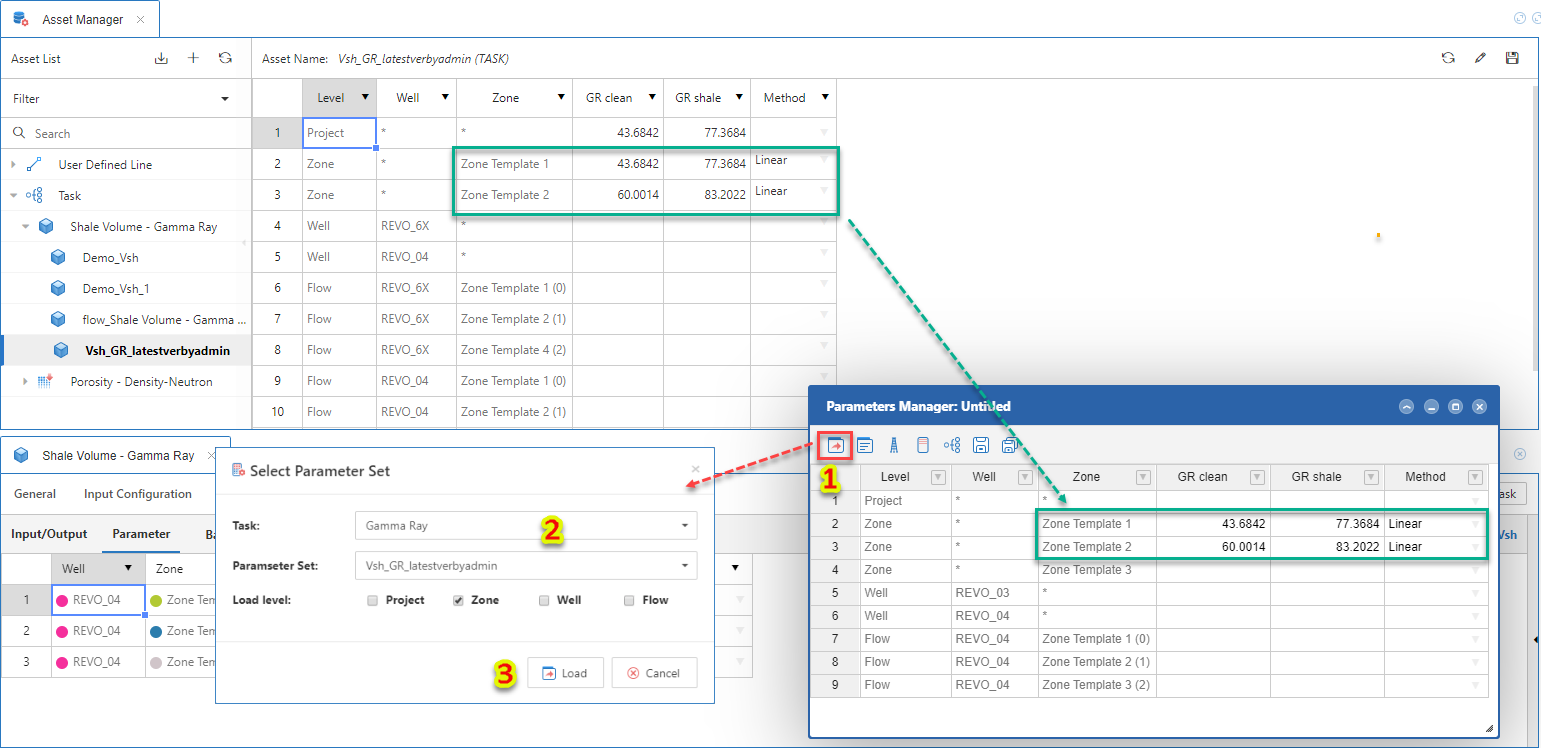 Asset Manager
Asset List
Asset Name: Vsh_GR_latestverbyadmin (TASK)
Filter
Search
User Defined Line
Task
Shale Volume - Gamma Ray
Demo_Vsh
Demo_Vsh_1
flow_Shale Volume - Gamma ...
Vsh_GR_latestverbyadmin
Porosity - Density-Neutron
Level Well Zone GR clean GR shale Method
1 Project * * 43.6842 77.3684
2 Zone * Zone Template 1 43.6842 77.3684 Linear
3 Zone * Zone Template 2 60.0014 83.2022 Linear
4 Well REVO_6X *
5 Well REVO_04 *
6 Flow REVO_6X Zone Template 1 (0)
7 Flow REVO_6X Zone Template 2 (1)
8 Flow REVO_6X Zone Template 4 (2)
9 Flow REVO_04 Zone Template 1 (0)
10 Flow REVO_04 Zone Template 2 (1)
Shale Volume - Gamma Ray
General Input Configuration
Input/Output Parameter
Well Zone
1 REVO_04 Zone Tem
2 REVO_04 Zone Tem
3 REVO_04 Zone Tem
Select Parameter Set
Task: Gamma Ray
2
Paramseter Set: Vsh_GR_latestverbyadmin
Load level: Project Zone Well Flow
3 Load Cancel
Parameters Manager: Untitled
1
Level Well Zone GR clean GR shale Method
1 Project * *
2 Zone * Zone Template 1 43.6842 77.3684 Linear
3 Zone * Zone Template 2 60.0014 83.2022 Linear
4 Zone * Zone Template 3
5 Well REVO_03 *
6 Well REVO_04 *
7 Flow REVO_04 Zone Template 1 (0)
8 Flow REVO_04 Zone Template 2 (1)
9 Flow REVO_04 Zone Template 3 (2)
ask
Vsh